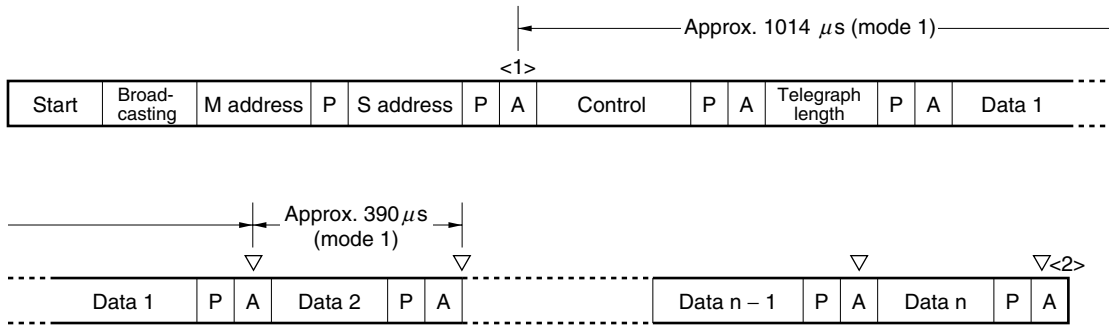 Approx. 1014 μs (mode 1)
<1>
Start Broad-casting M address P S address P A Control P A Telegraph length P A Data 1
Approx. 390 μs
(mode 1)
▽ ▽ ▽ ▽<2>
Data 1 P A Data 2 P A Data n − 1 P A Data n P A